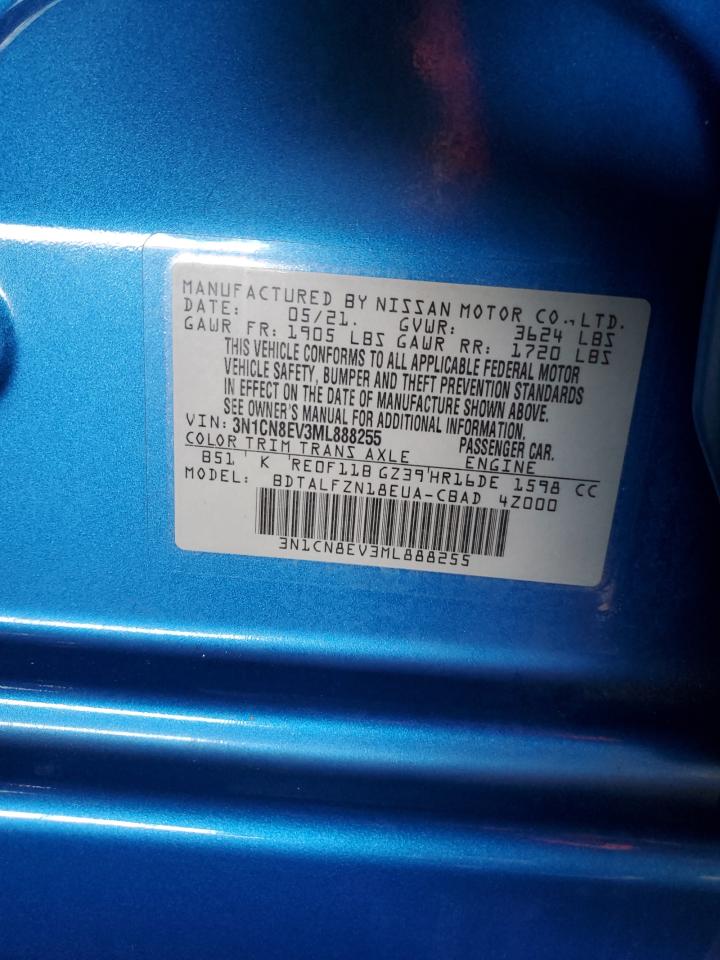 MANUFACTURED BY NISSAN MOTOR CO.,LTD.
DATE: 05/21. GVWR: 3624 LBS
GAWR FR: 1905 LBS GAWR RR: 1720 LBS
THIS VEHICLE CONFORMS TO ALL APPLICABLE FEDERAL MOTOR
VEHICLE SAFETY, BUMPER AND THEFT PREVENTION STANDARDS
IN EFFECT ON THE DATE OF MANUFACTURE SHOWN ABOVE.
SEE OWNER'S MANUAL FOR ADDITIONAL INFORMATION.
VIN: 3N1CN8EV3ML888255 PASSENGER CAR.
COLOR TRIM TRANS AXLE ENGINE
B51 ' K ' RE0F11B GZ39'HR16DE 1598 CC
MODEL: BDTALFZN18EUA-CBAD 4Z000
3N1CN8EV3ML888255